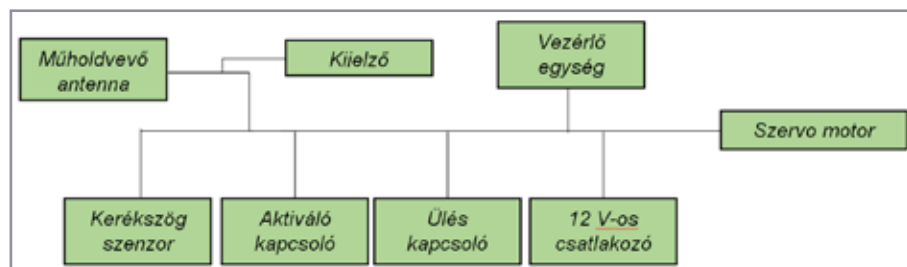 Műholdvevő
antenna
Kijelző
Vezérlő
egység
Szervo motor
Kerékszög
szenzor
Aktiváló
kapcsoló
Ülés
kapcsoló
12 V-os
csatlakozó